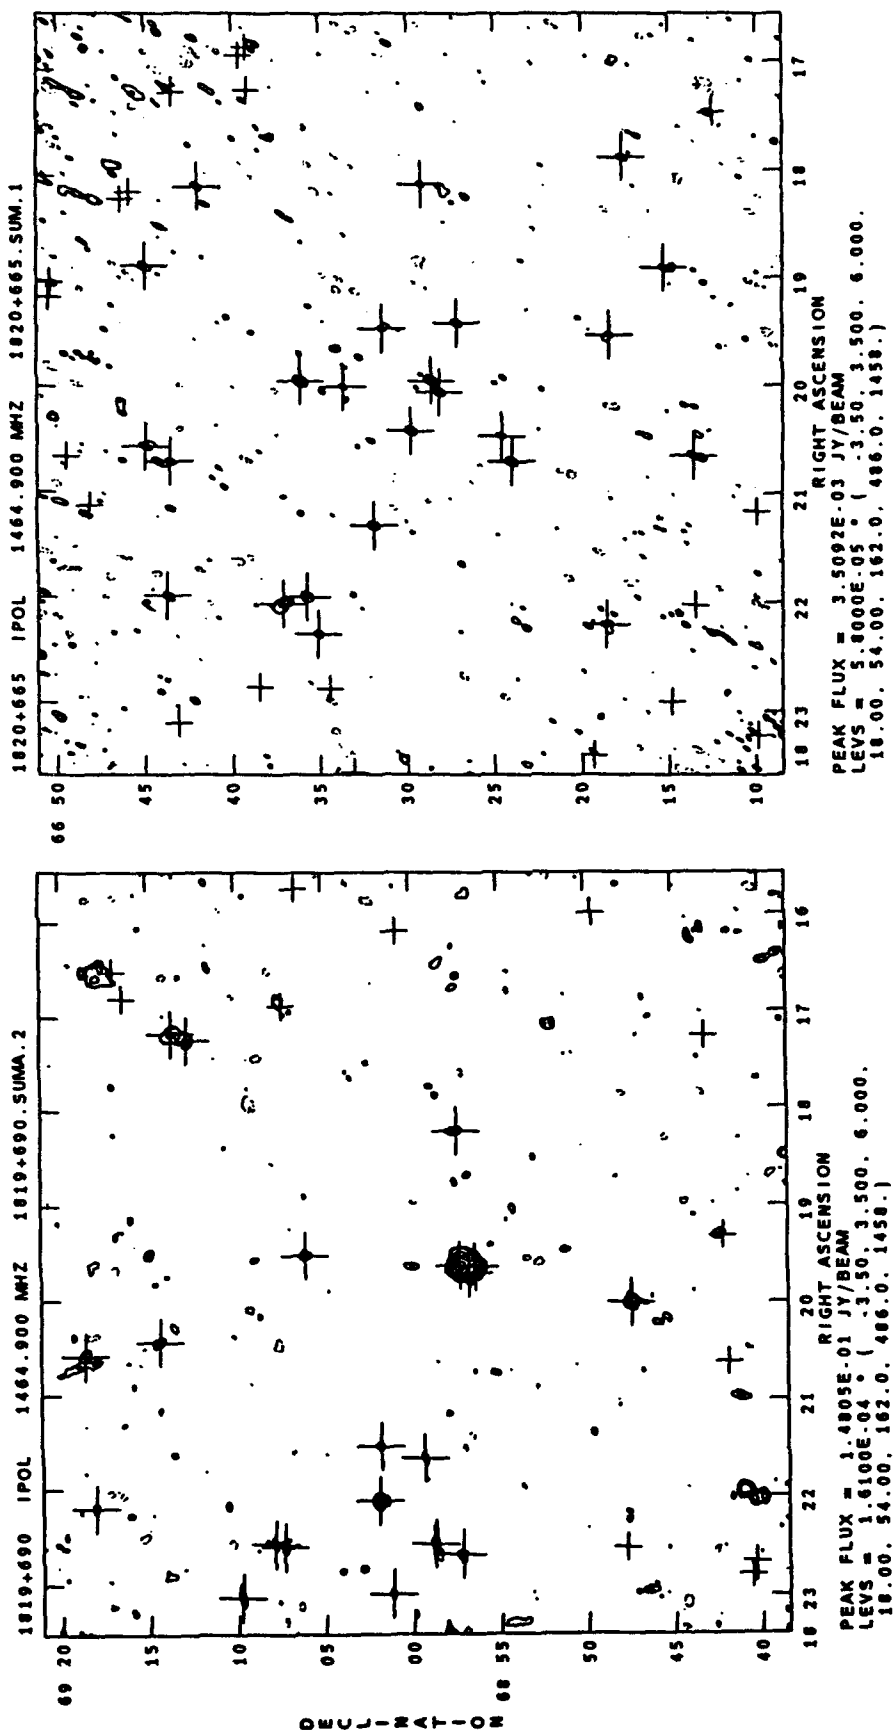 1819+690 IPOL 1464.900 MHZ 1819+690.SUMA.2
DECLINATION
69 20
15
10
05
00
68 55
50
45
40
18 23 22 21 20 19 18 17 16
RIGHT ASCENSION
PEAK FLUX = 1.4805E-01 JY/BEAM
LEVS = 1.6100E-04 * ( -3.50, 3.500, 6.000,
18.00, 54.00, 162.0, 486.0, 1458.)
1820+665 IPOL 1464.900 MHZ 1820+665.SUM.1
66 50
45
40
35
30
25
20
15
10
18 23 22 21 20 19 18 17
RIGHT ASCENSION
PEAK FLUX = 3.5092E-03 JY/BEAM
LEVS = 5.8000E-05 * ( -3.50, 3.500, 6.000,
18.00, 54.00, 162.0, 486.0, 1458.)